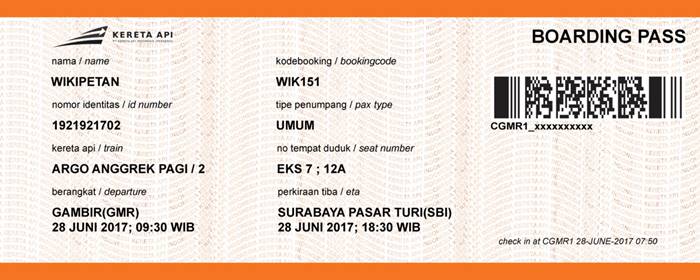 KERETA API
BOARDING PASS
nama / name
WIKIPETAN
kodebooking / bookingcode
WIK151
nomor identitas / id number
1921921702
tipe penumpang / pax type
UMUM
CGMR1_xxxxxxxxxx
kereta api / train
ARGO ANGGREK PAGI / 2
no tempat duduk / seat number
EKS 7 ; 12A
berangkat / departure
GAMBIR(GMR)
28 JUNI 2017; 09:30 WIB
perkiraan tiba / eta
SURABAYA PASAR TURI(SBI)
28 JUNI 2017; 18:30 WIB
check in at CGMR1 28-JUNE-2017 07:50